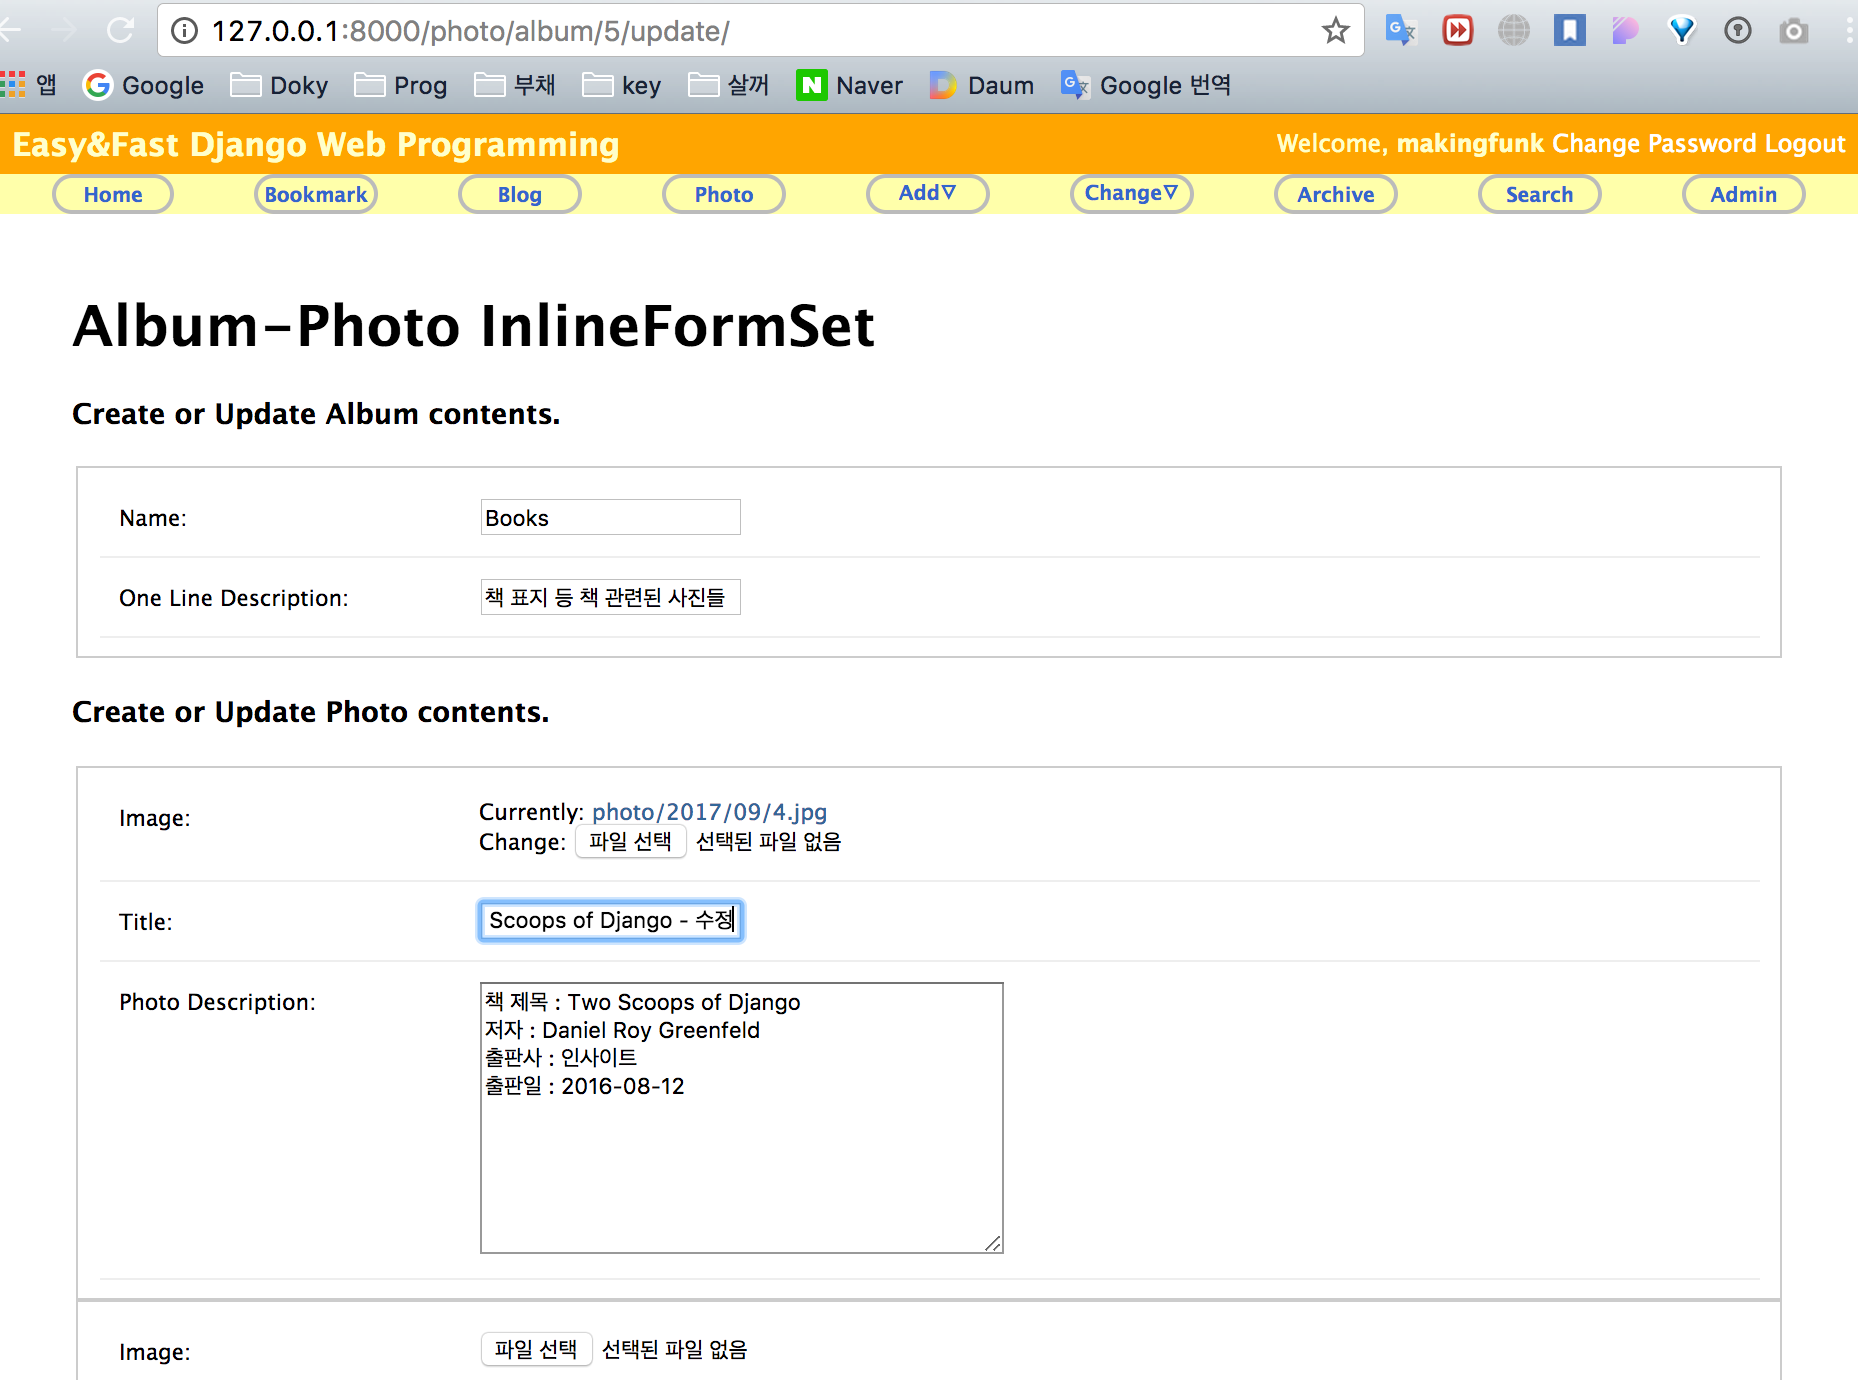 127.0.0.1:8000/photo/album/5/update/
앱 Google Doky Prog 부채 key 살꺼 N Naver Daum Google 번역
Easy&Fast Django Web Programming Welcome, makingfunk Change Password Logout
Home Bookmark Blog Photo Add▽ Change▽ Archive Search Admin
Album-Photo InlineFormSet
Create or Update Album contents.
Name: Books
One Line Description: 책 표지 등 책 관련된 사진들
Create or Update Photo contents.
Image: Currently: photo/2017/09/4.jpg
Change: 파일 선택 선택된 파일 없음
Title: Scoops of Django - 수정
Photo Description: 책 제목 : Two Scoops of Django
저자 : Daniel Roy Greenfeld
출판사 : 인사이트
출판일 : 2016-08-12
Image: 파일 선택 선택된 파일 없음